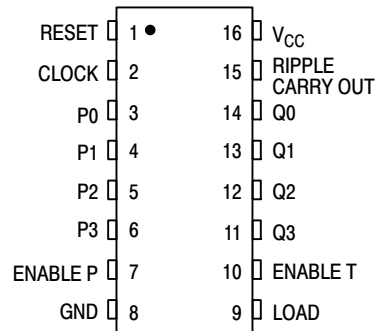 RESET 1 16 VCC
CLOCK 2 15 RIPPLE CARRY OUT
P0 3 14 Q0
P1 4 13 Q1
P2 5 12 Q2
P3 6 11 Q3
ENABLE P 7 10 ENABLE T
GND 8 9 LOAD